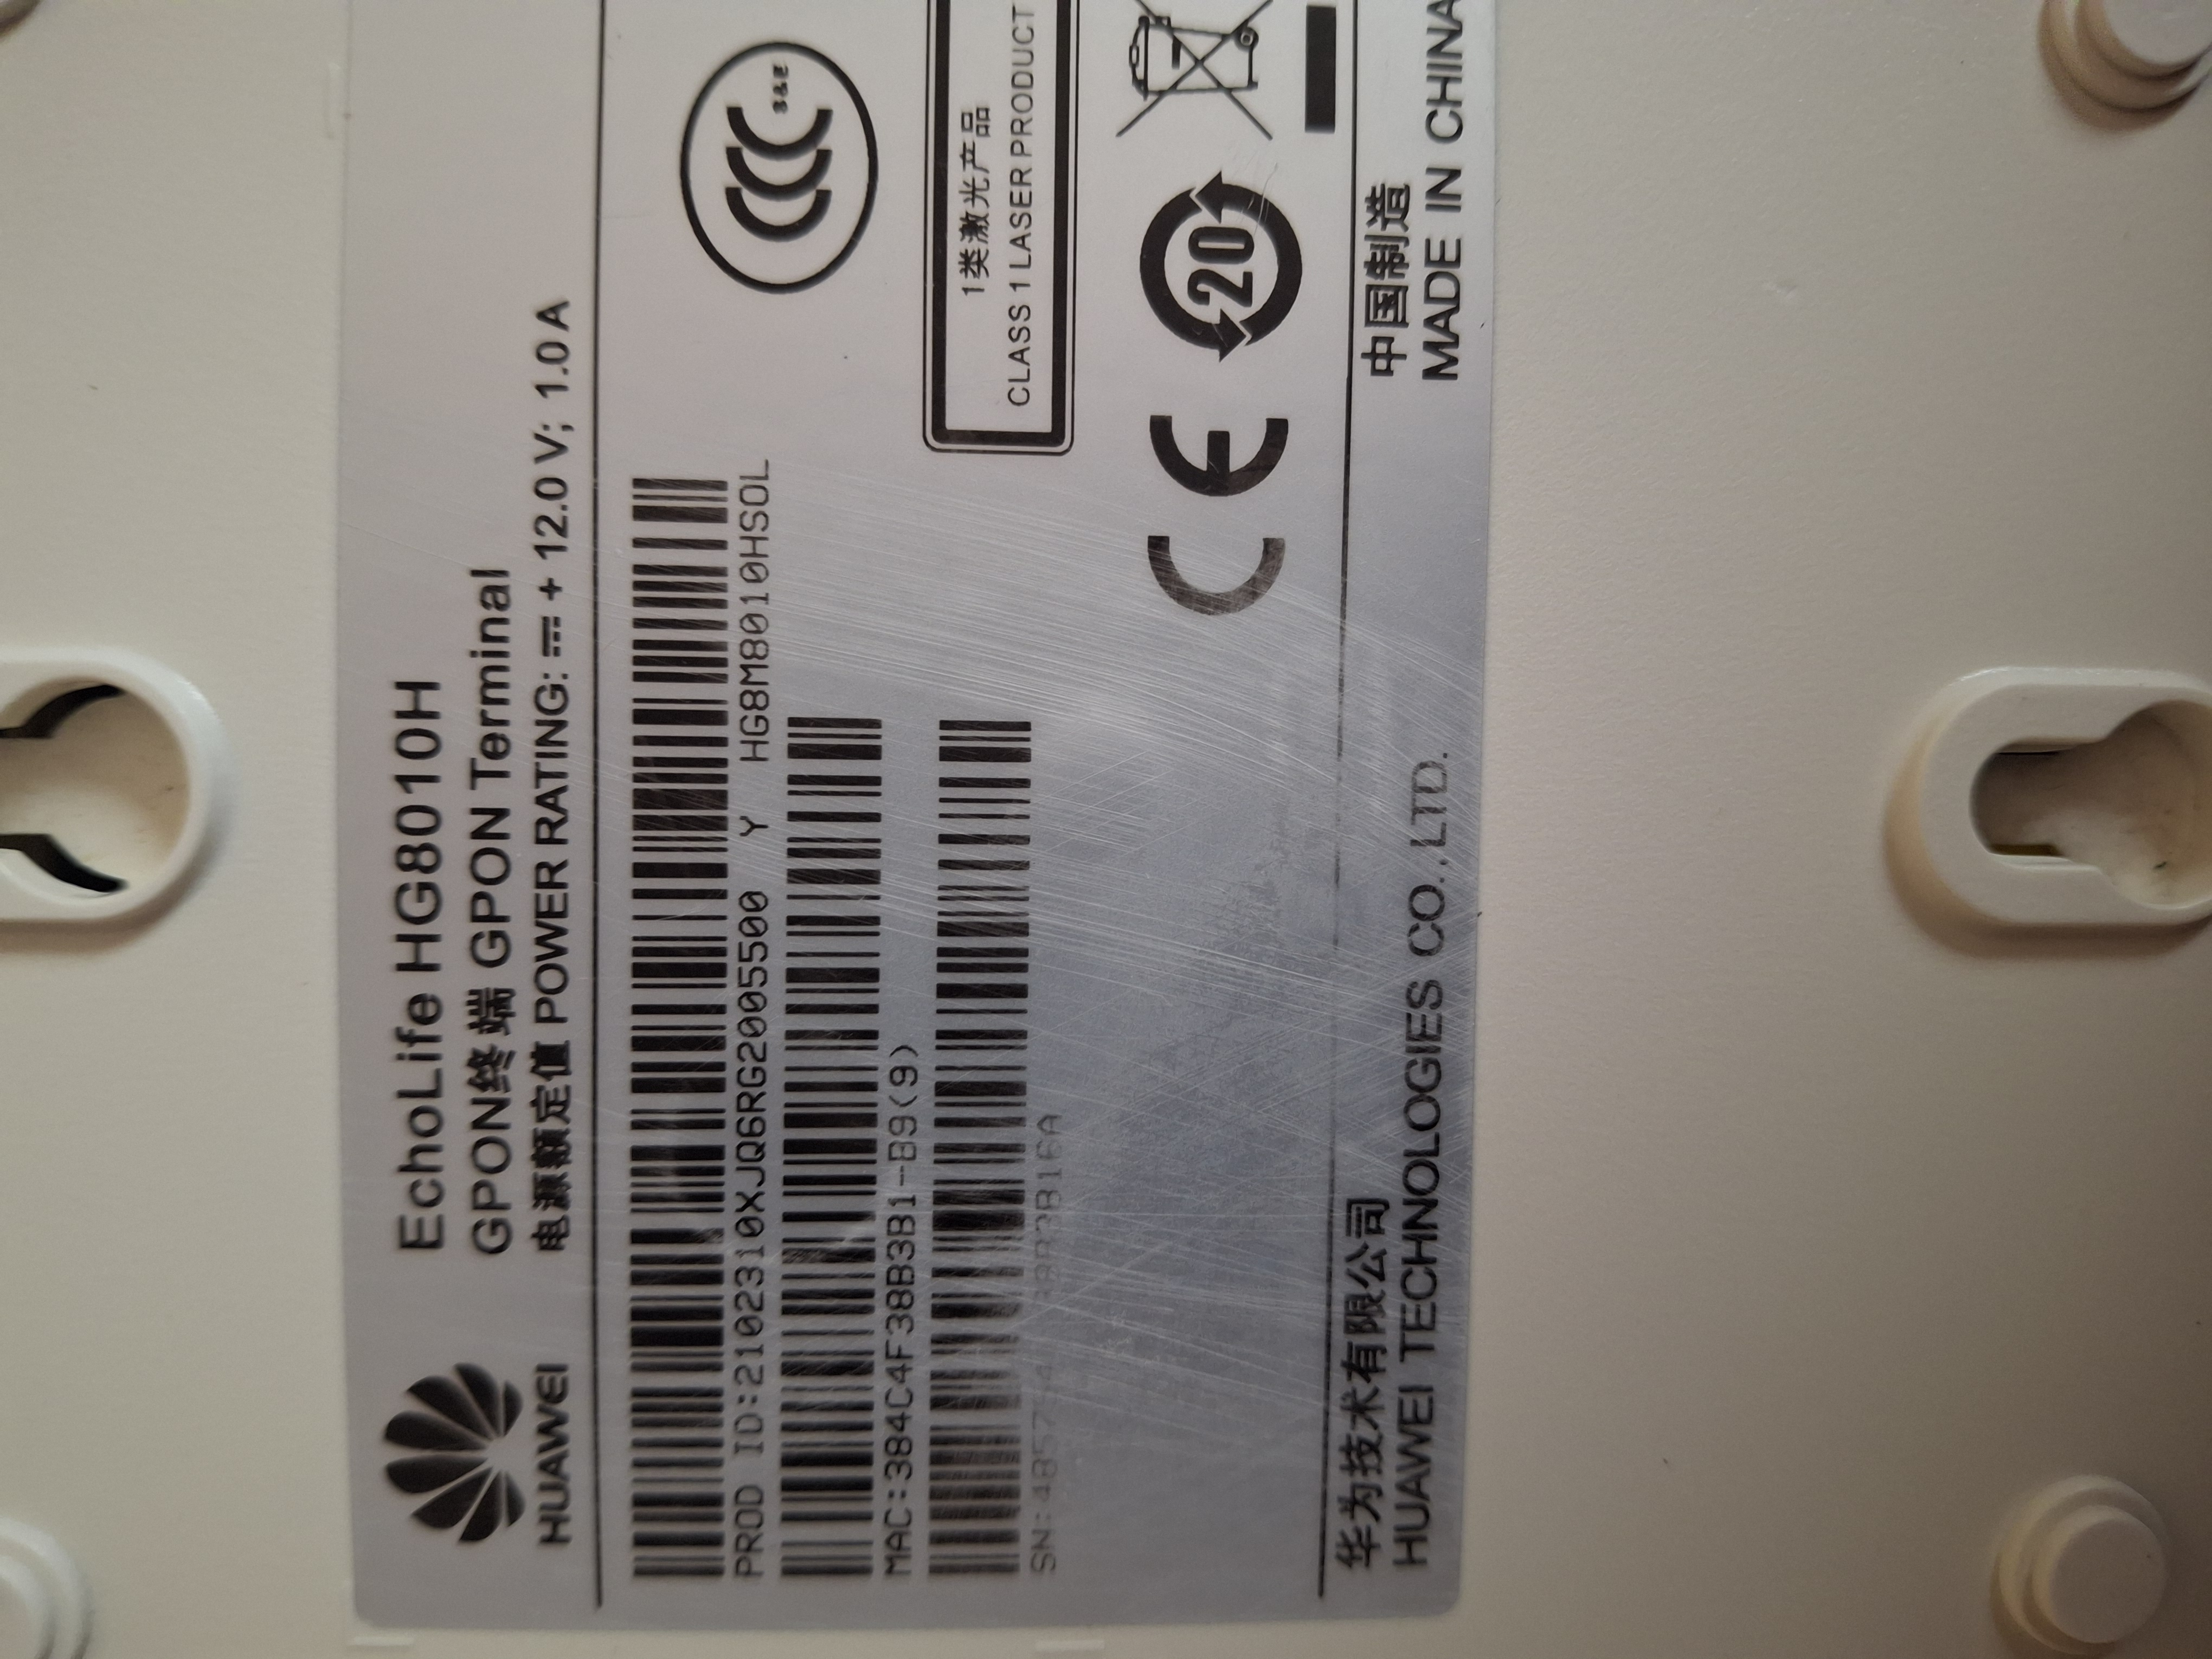 HUAWEI
EchoLife HG8010H
GPON终端 GPON Terminal
电源额定值 POWER RATING: ⎓ + 12.0 V; 1.0 A
PROD ID:2102310XJQ6RG2005500 Y HG8M8010HSOL
MAC:384C4F38B3B1--B9(9)
SN:
S&E
1类激光产品
CLASS 1 LASER PRODUCT
CE
20
华为技术有限公司
HUAWEI TECHNOLOGIES CO.,LTD.
中国制造
MADE IN CHINA